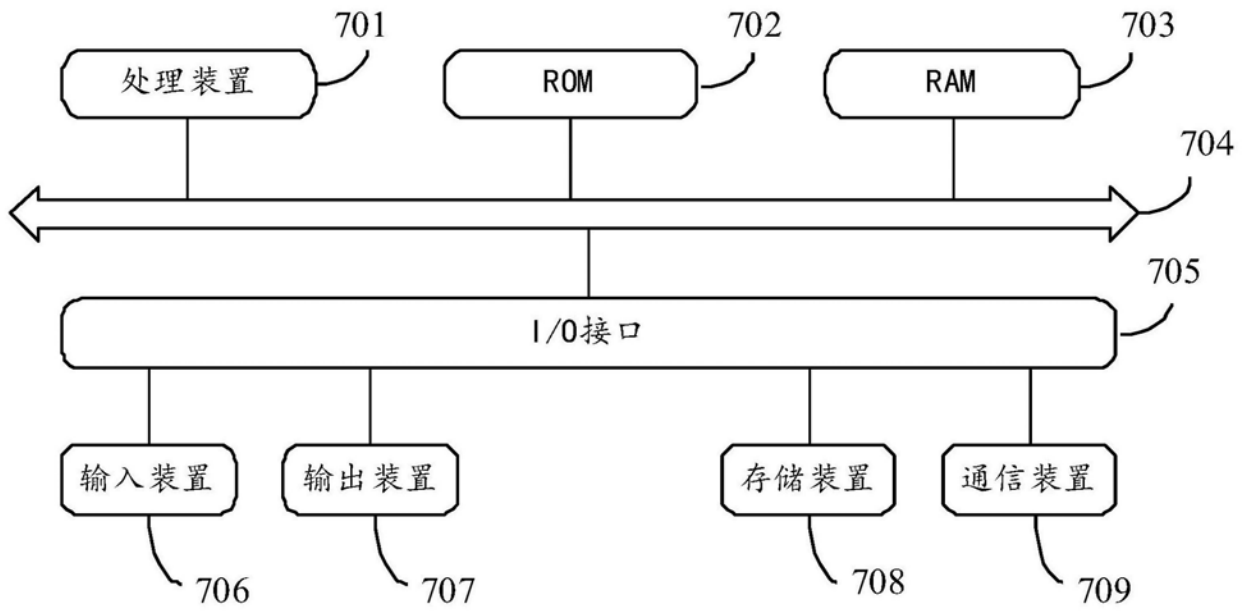 701
702
703
处理装置
ROM
RAM
704
705
I/O接口
输入装置
输出装置
存储装置
通信装置
706
707
708
709